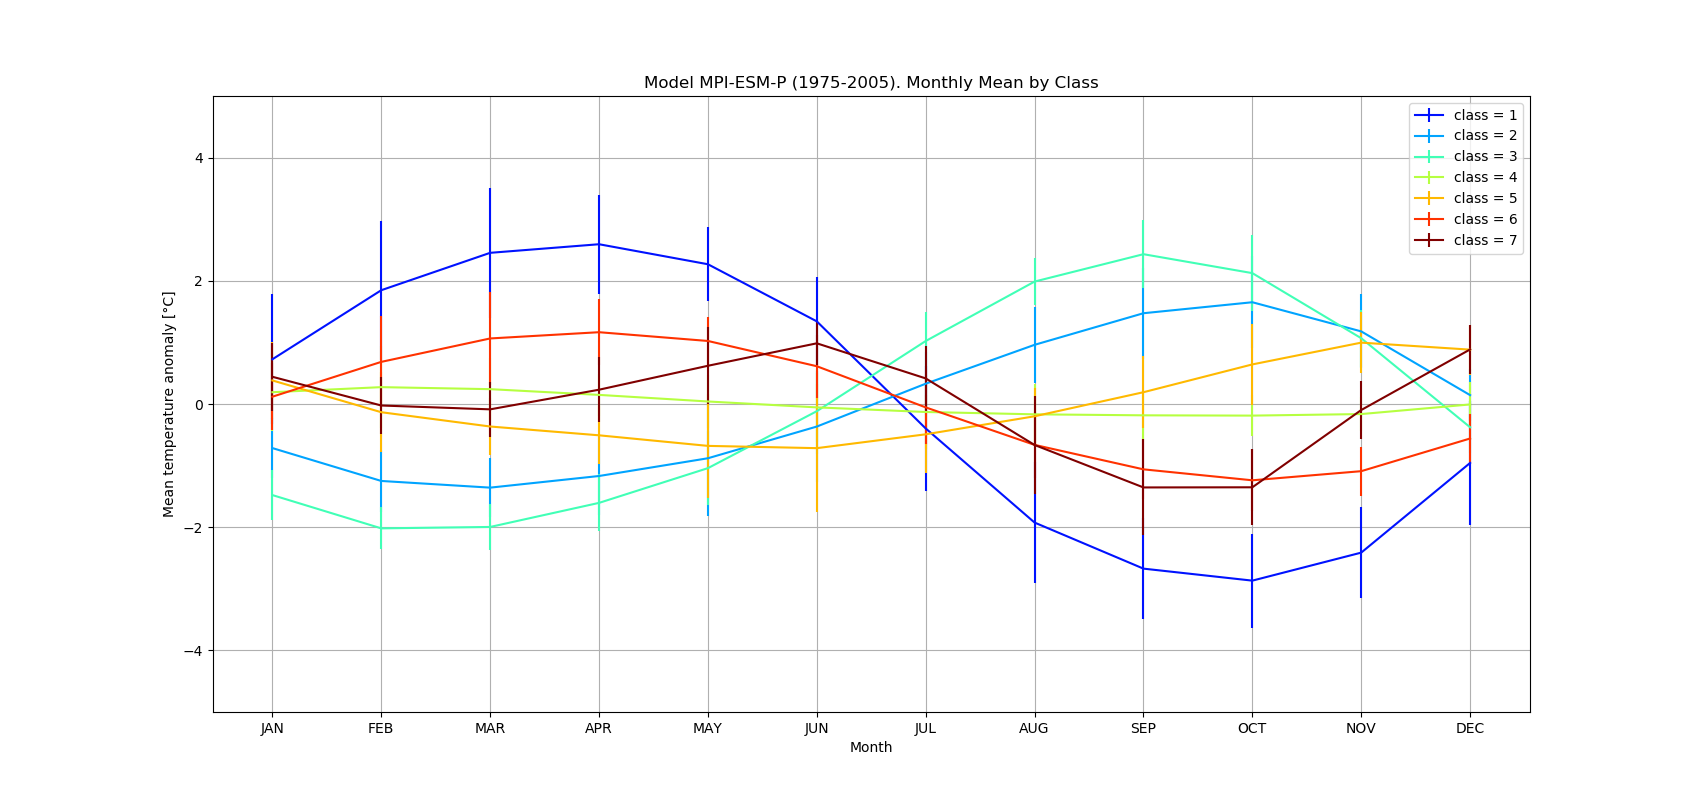 Model MPI-ESM-P (1975-2005). Monthly Mean by Class
class = 1
class = 2
class = 3
class = 4
class = 5
class = 6
class = 7
Mean temperature anomaly [°C]
4
2
0
−2
−4
JAN FEB MAR APR MAY JUN JUL AUG SEP OCT NOV DEC
Month